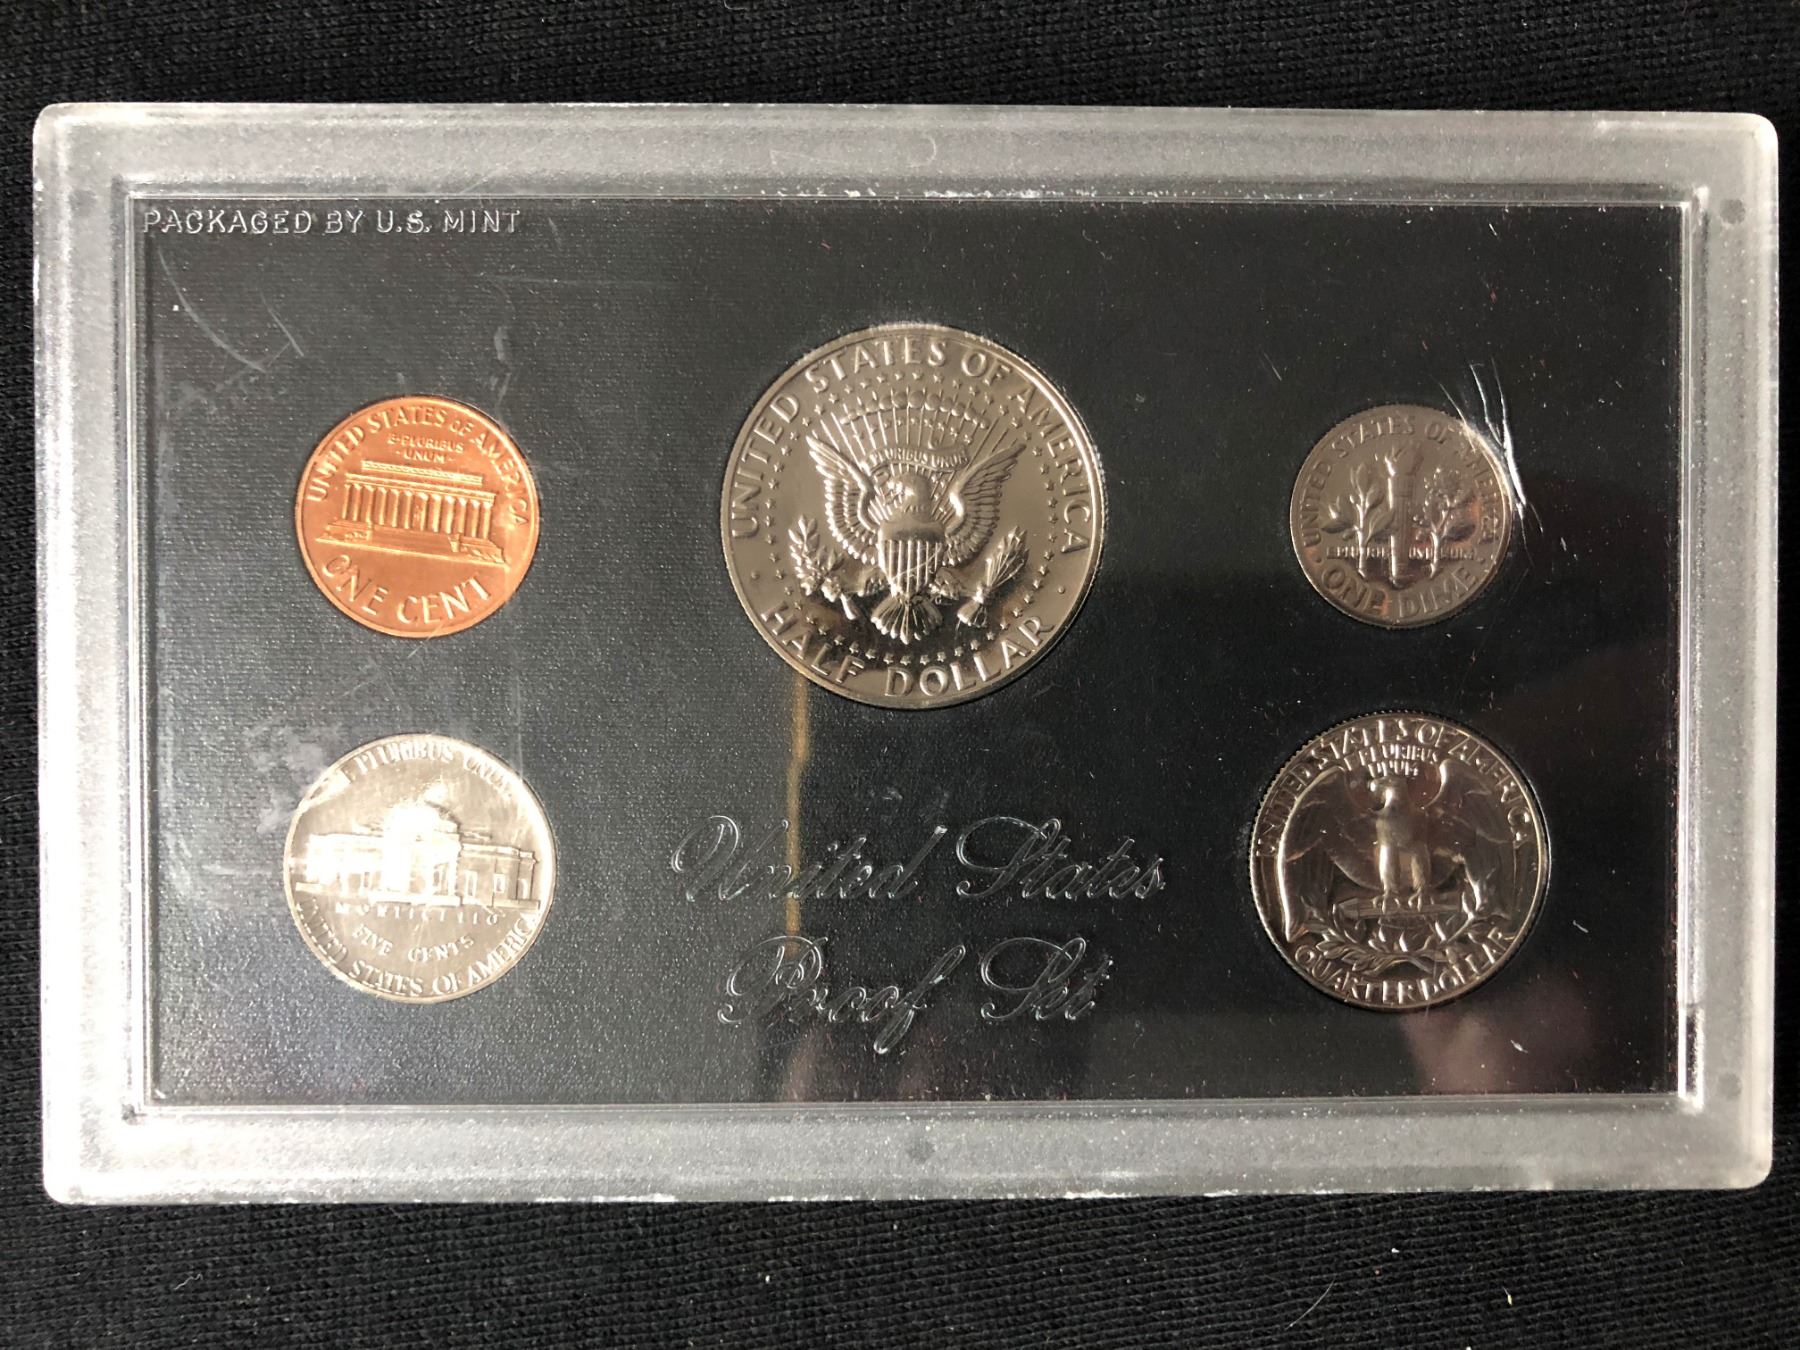 PACKAGED BY U.S. MINT
UNITED STATES OF AMERICA
E·PLURIBUS
·UNUM·
ONE CENT
UNITED STATES OF AMERICA
E PLURIBUS UNUM
HALF DOLLAR
UNITED STATES OF AMERICA
E PLURIBUS UNUM
· ONE DIME ·
E PLURIBUS UNUM
MONTICELLO
FIVE CENTS
UNITED STATES OF AMERICA
UNITED STATES OF AMERICA
E PLURIBUS
UNUM
QUARTER DOLLAR
United States
Proof Set